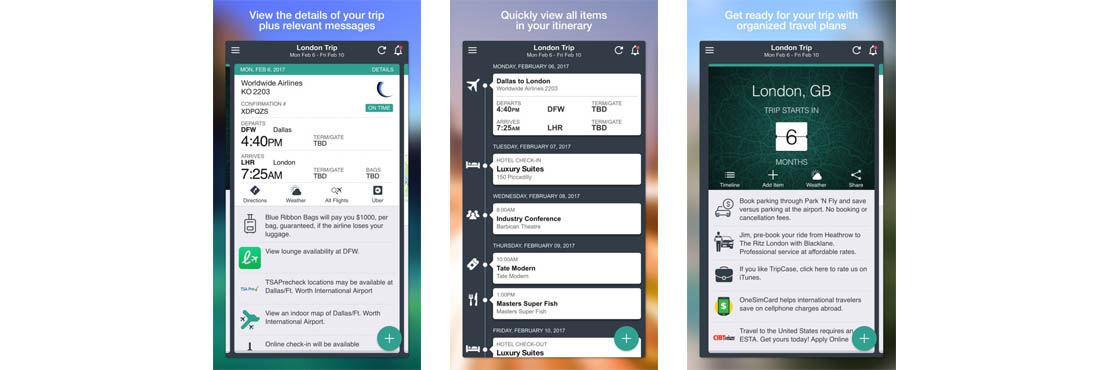 View the details of your trip
plus relevant messages
London Trip
Mon Feb 6 - Fri Feb 10
MON, FEB 6, 2017 DETAILS
Worldwide Airlines
KO 2203
CONFIRMATION #
XDPQZS
ON TIME
DEPARTS
DFW Dallas
4:40PM
TERM/GATE
TBD
ARRIVES
LHR London
7:25AM
TERM/GATE
TBD
BAGS
TBD
Directions Weather Alt Flights Uber
Blue Ribbon Bags will pay you $1000, per
bag, guaranteed, if the airline loses your
luggage.
View lounge availability at DFW.
TSAPrecheck locations may be available at
Dallas/Ft. Worth International Airport
View an indoor map of Dallas/Ft. Worth
International Airport.
Online check-in will be available
Quickly view all items
in your itinerary
London Trip
Mon Feb 6 - Fri Feb 10
MONDAY, FEBRUARY 06, 2017
Dallas to London
Worldwide Airlines 2203
DEPARTS TERM/GATE
4:40PM DFW TBD
ARRIVES TERM/GATE
7:25AM LHR TBD
TUESDAY, FEBRUARY 07, 2017
HOTEL CHECK-IN
Luxury Suites
150 Piccadilly
WEDNESDAY, FEBRUARY 08, 2017
8:00AM
Industry Conference
Barbican Theatre
THURSDAY, FEBRUARY 09, 2017
10:00AM
Tate Modern
Tate Modern
1:00PM
Masters Super Fish
Masters Super Fish
FRIDAY, FEBRUARY 10, 2017
HOTEL CHECK-OUT
Luxury Suites
Get ready for your trip with
organized travel plans
London Trip
Mon Feb 6 - Fri Feb 10
London, GB
TRIP STARTS IN
6
MONTHS
Timeline Add Item Weather Share
Book parking through Park 'N Fly and save
versus parking at the airport. No booking or
cancellation fees.
Jim, pre-book your ride from Heathrow to
The Ritz London with Blacklane.
Professional service at affordable rates.
If you like TripCase, click here to rate us on
iTunes.
OneSimCard helps international travelers
save on cellphone charges abroad.
Travel to the United States requires an
ESTA. Get yours today! Apply Online